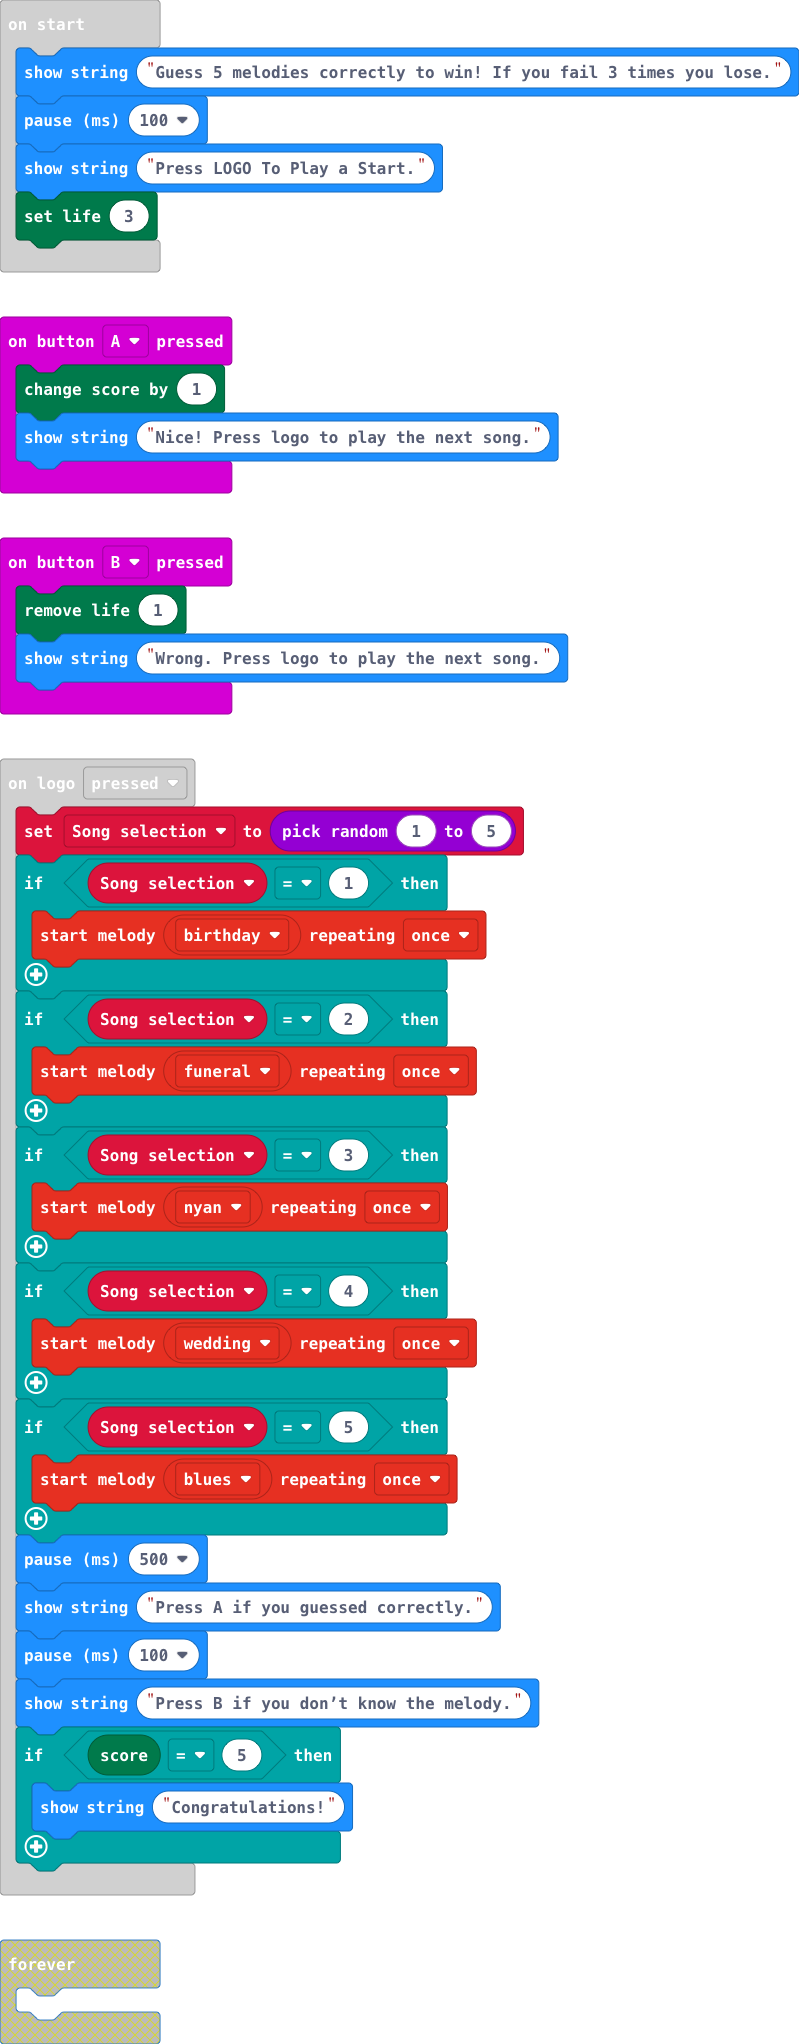 on start
show string "Guess 5 melodies correctly to win! If you fail 3 times you lose."
pause (ms) 100
show string "Press LOGO To Play a Start."
set life 3
on button A pressed
change score by 1
show string "Nice! Press logo to play the next song."
on button B pressed
remove life 1
show string "Wrong. Press logo to play the next song."
on logo pressed
set Song selection to pick random 1 to 5
if Song selection = 1 then
start melody birthday repeating once
if Song selection = 2 then
start melody funeral repeating once
if Song selection = 3 then
start melody nyan repeating once
if Song selection = 4 then
start melody wedding repeating once
if Song selection = 5 then
start melody blues repeating once
pause (ms) 500
show string "Press A if you guessed correctly."
pause (ms) 100
show string "Press B if you don’t know the melody."
if score = 5 then
show string "Congratulations!"
forever